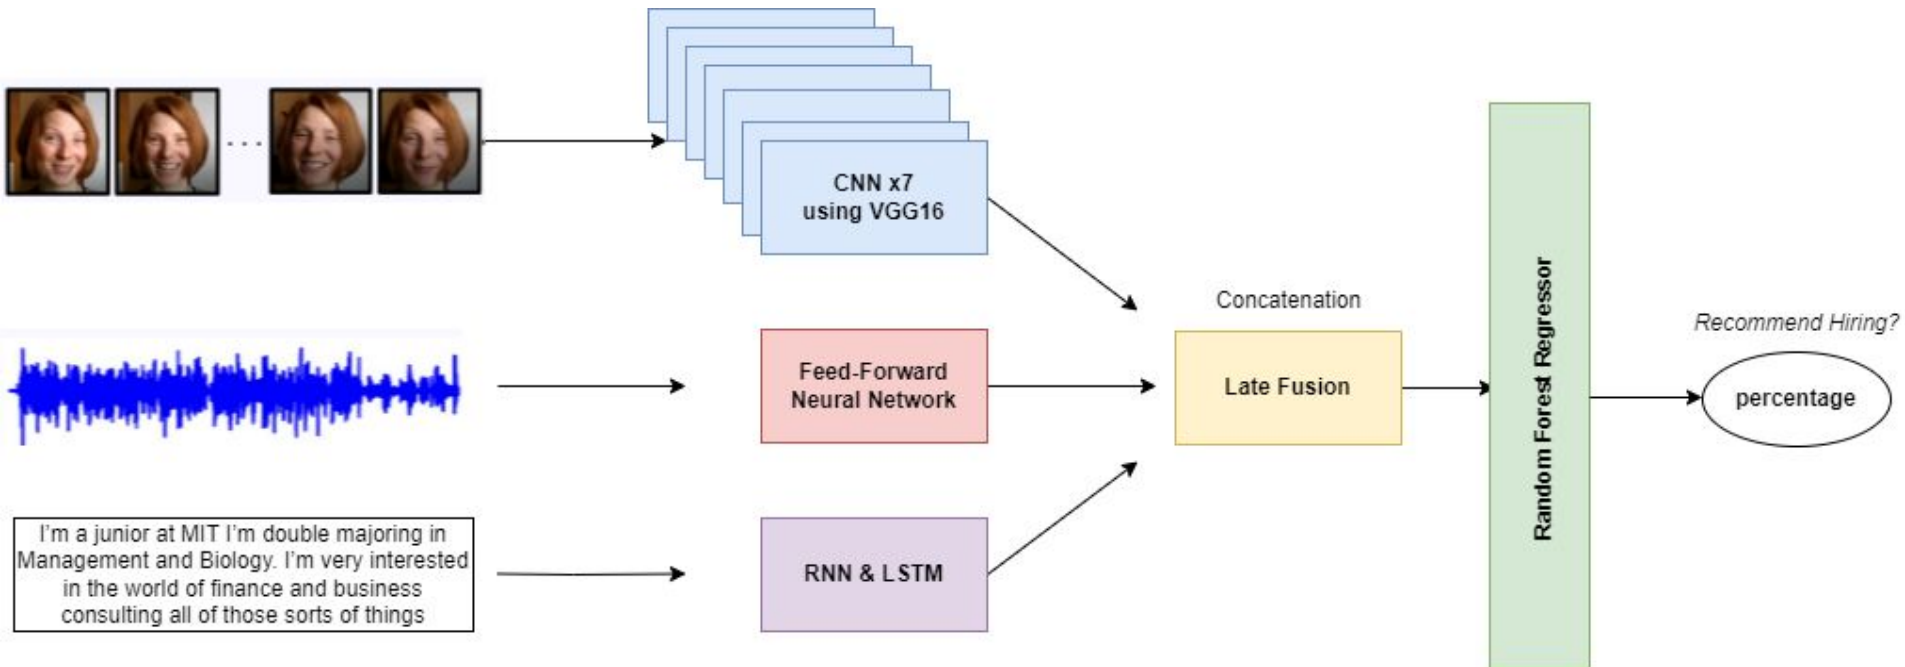 . . .
CNN x7
using VGG16
Concatenation
Feed-Forward
Neural Network
Late Fusion
Random Forest Regressor
Recommend Hiring?
percentage
I'm a junior at MIT I'm double majoring in
Management and Biology. I'm very interested
in the world of finance and business
consulting all of those sorts of things
RNN & LSTM